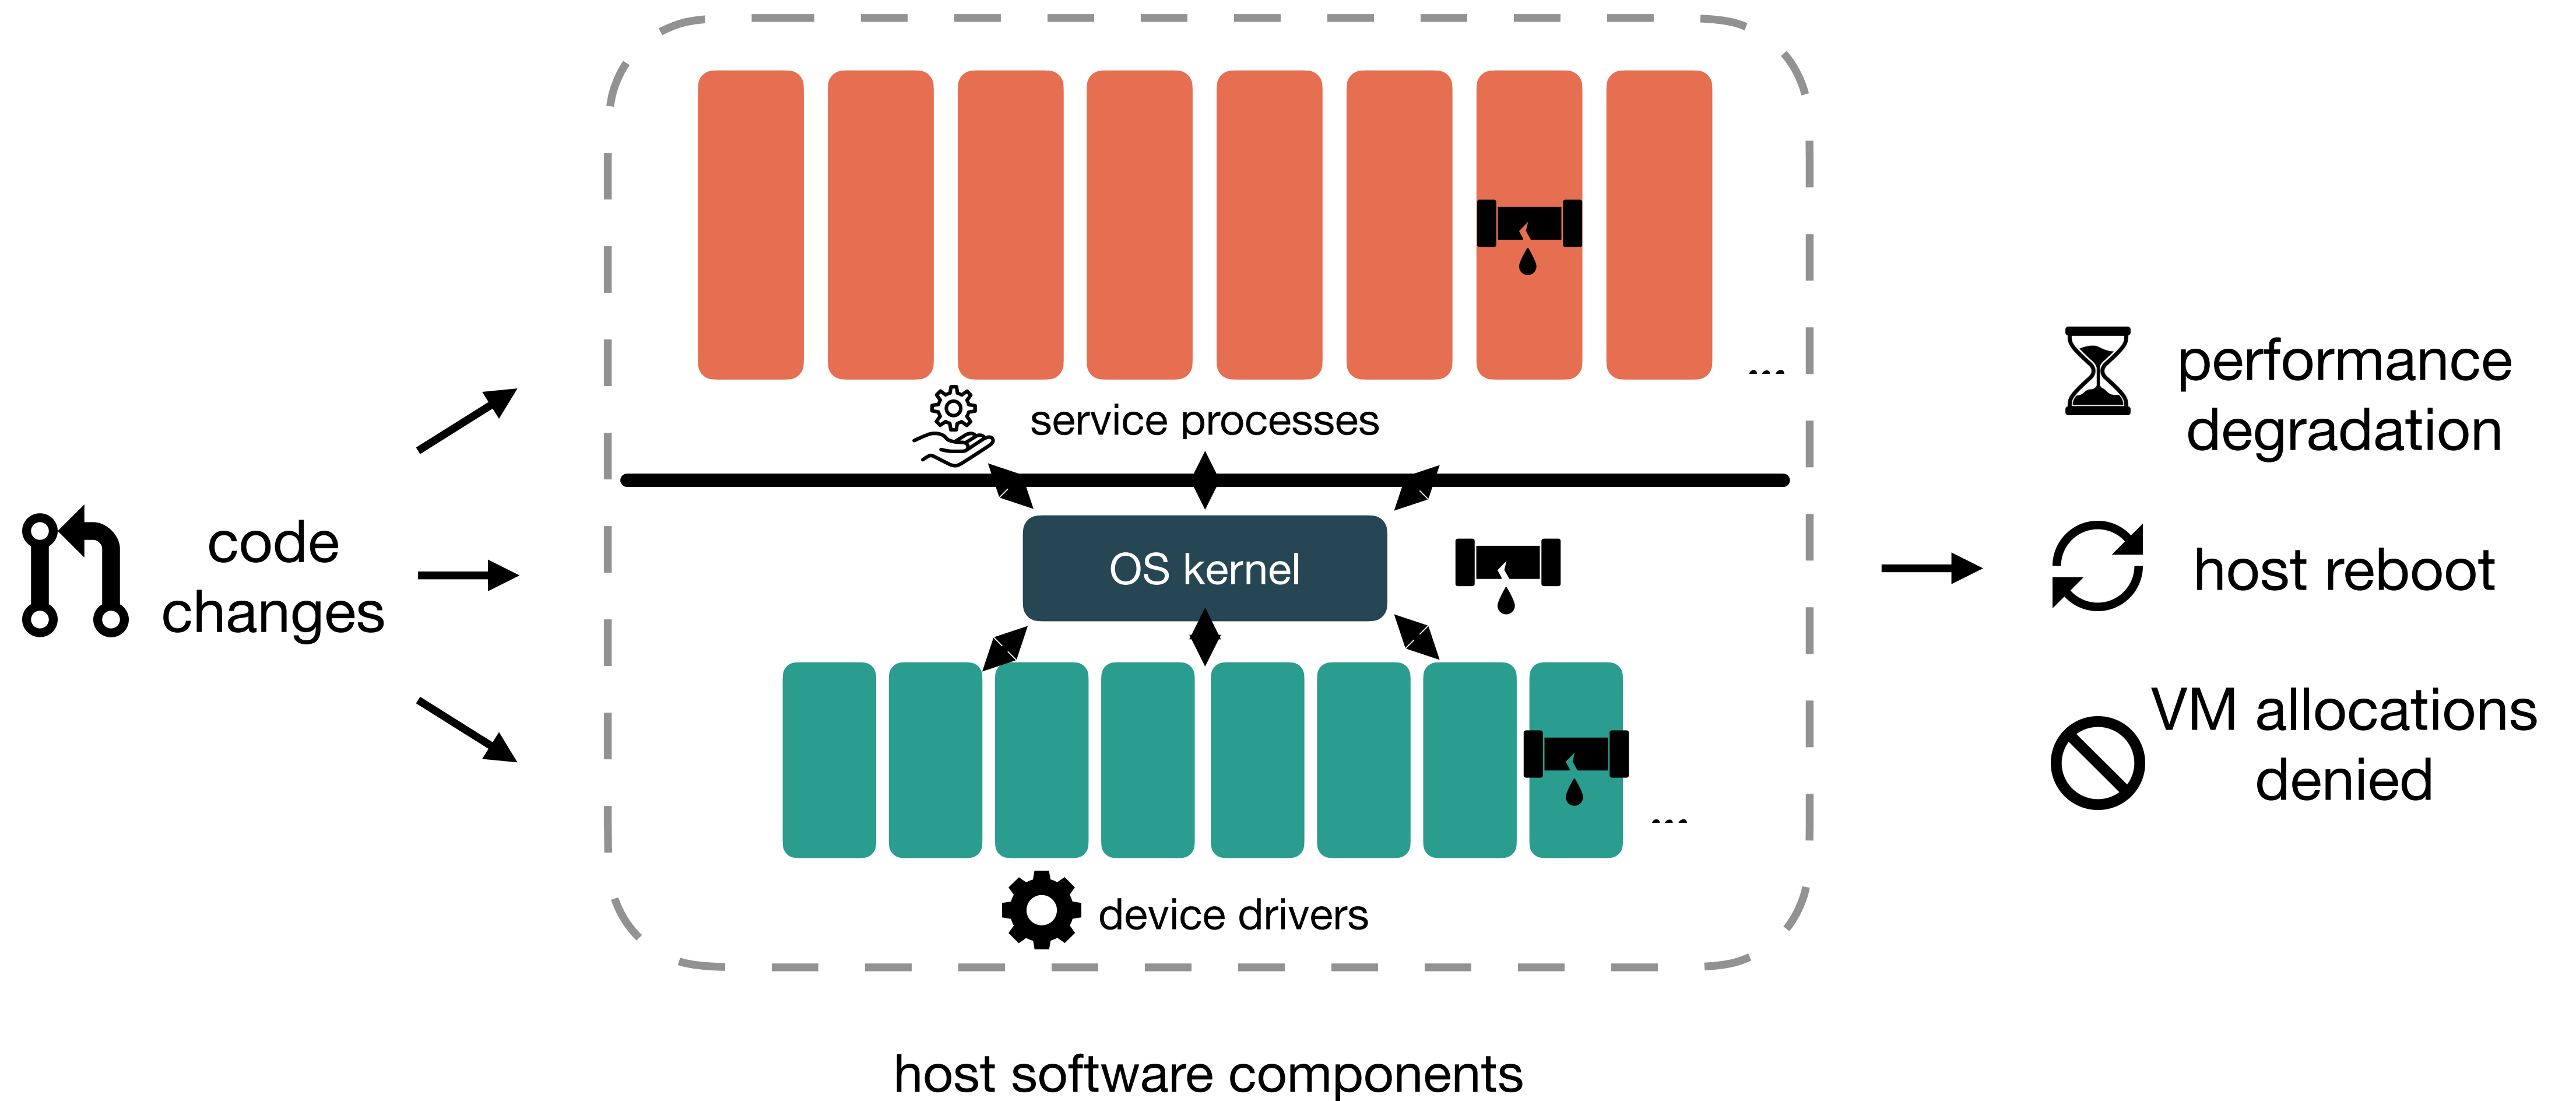 code
changes
...
service processes
OS kernel
...
device drivers
host software components
performance
degradation
host reboot
VM allocations
denied